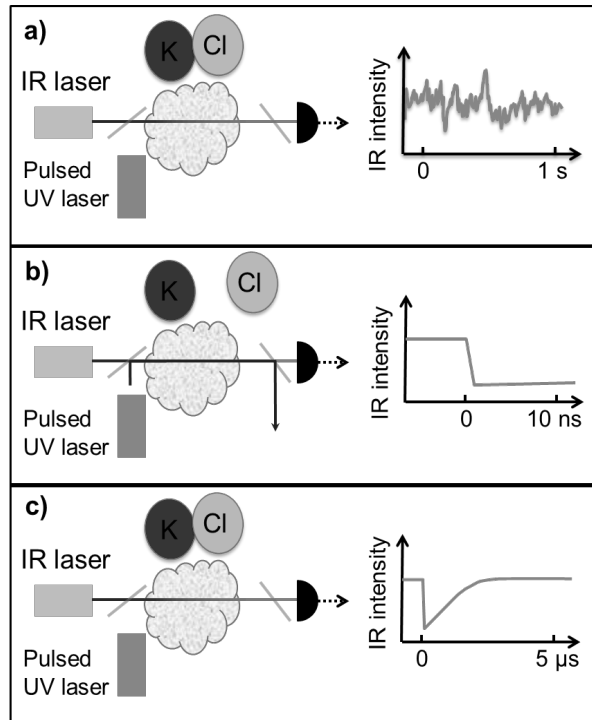 a)
K
Cl
IR laser
Pulsed
UV laser
IR intensity
0
1 s
b)
K
Cl
IR laser
Pulsed
UV laser
IR intensity
0
10 ns
c)
K
Cl
IR laser
Pulsed
UV laser
IR intensity
0
5 µs